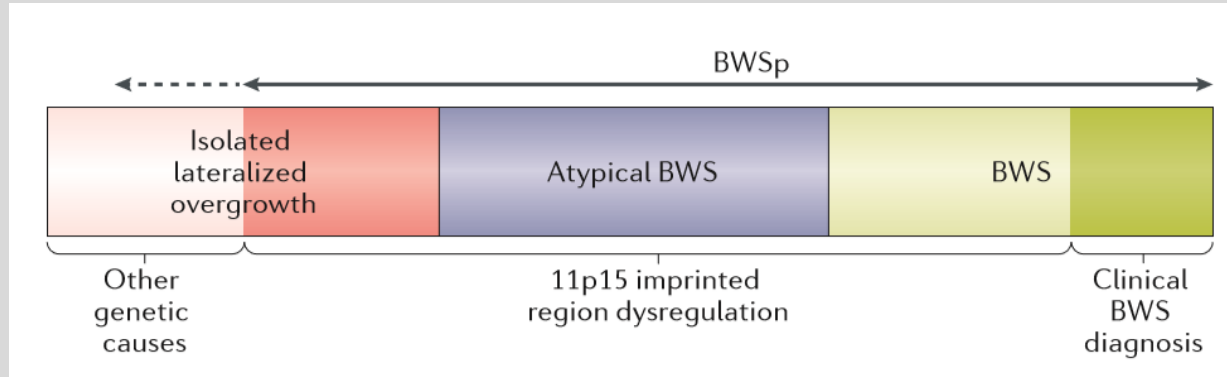 BWSp
Isolated
lateralized
overgrowth
Atypical BWS
BWS
Other
genetic
causes
11p15 imprinted
region dysregulation
Clinical
BWS
diagnosis